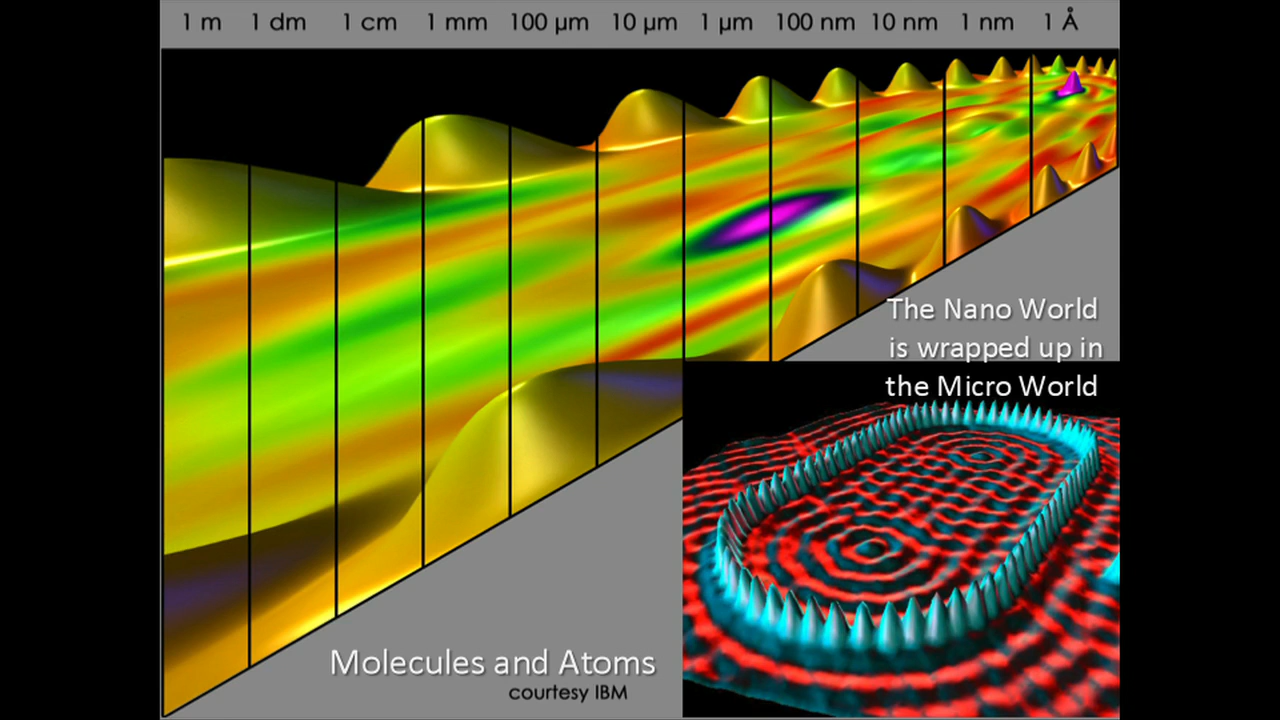 1 m 1 dm 1 cm 1 mm 100 µm 10 µm 1 µm 100 nm 10 nm 1 nm 1 Å
The Nano World
is wrapped up in
the Micro World
Molecules and Atoms
courtesy IBM